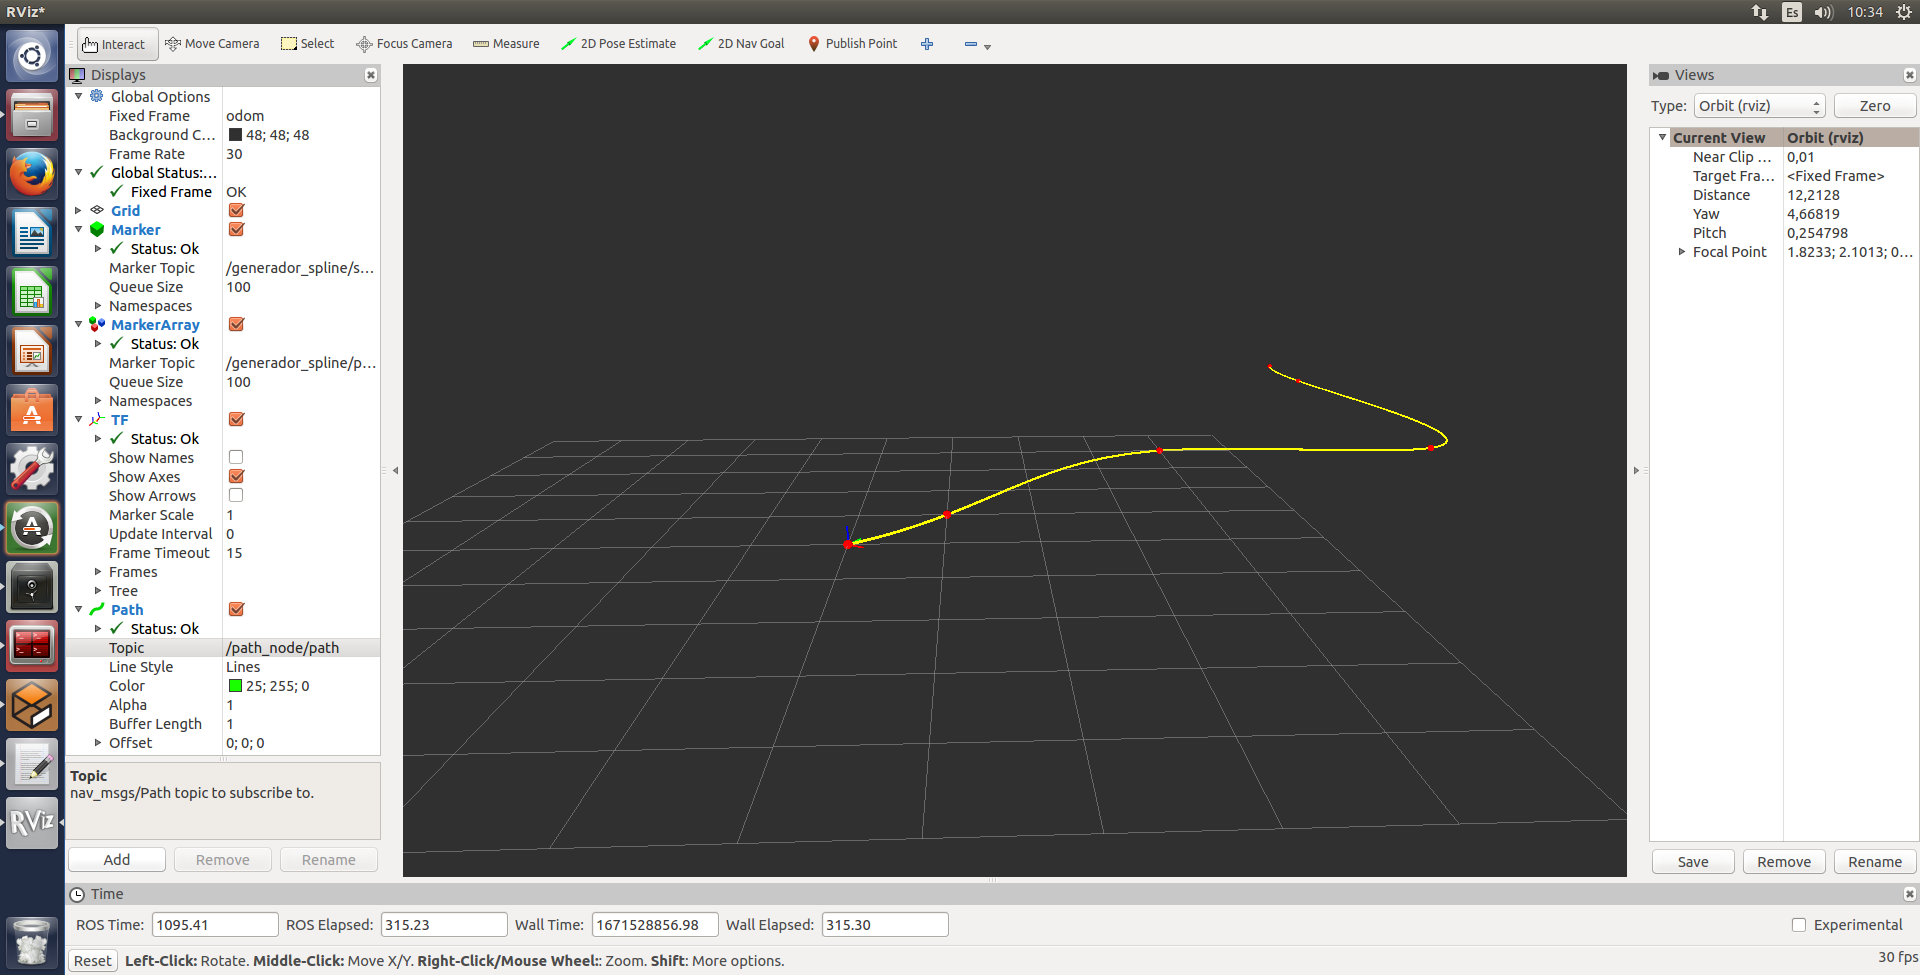 RViz*
Es
10:34
Interact
Move Camera
Select
Focus Camera
Measure
2D Pose Estimate
2D Nav Goal
Publish Point
Displays
Global Options
Fixed Frame odom
Background C... 48; 48; 48
Frame Rate 30
Global Status:...
Fixed Frame OK
Grid
Marker
Status: Ok
Marker Topic /generador_spline/s...
Queue Size 100
Namespaces
MarkerArray
Status: Ok
Marker Topic /generador_spline/p...
Queue Size 100
Namespaces
TF
Status: Ok
Show Names
Show Axes
Show Arrows
Marker Scale 1
Update Interval 0
Frame Timeout 15
Frames
Tree
Path
Status: Ok
Topic /path_node/path
Line Style Lines
Color 25; 255; 0
Alpha 1
Buffer Length 1
Offset 0; 0; 0
Topic
nav_msgs/Path topic to subscribe to.
Add
Remove
Rename
RViz
Views
Type: Orbit (rviz)
Zero
Current View Orbit (rviz)
Near Clip ... 0,01
Target Fra... <Fixed Frame>
Distance 12,2128
Yaw 4,66819
Pitch 0,254798
Focal Point 1.8233; 2.1013; 0...
Save
Remove
Rename
Time
ROS Time: 1095.41
ROS Elapsed: 315.23
Wall Time: 1671528856.98
Wall Elapsed: 315.30
Experimental
Reset
Left-Click: Rotate. Middle-Click: Move X/Y. Right-Click/Mouse Wheel:: Zoom. Shift: More options.
30 fps